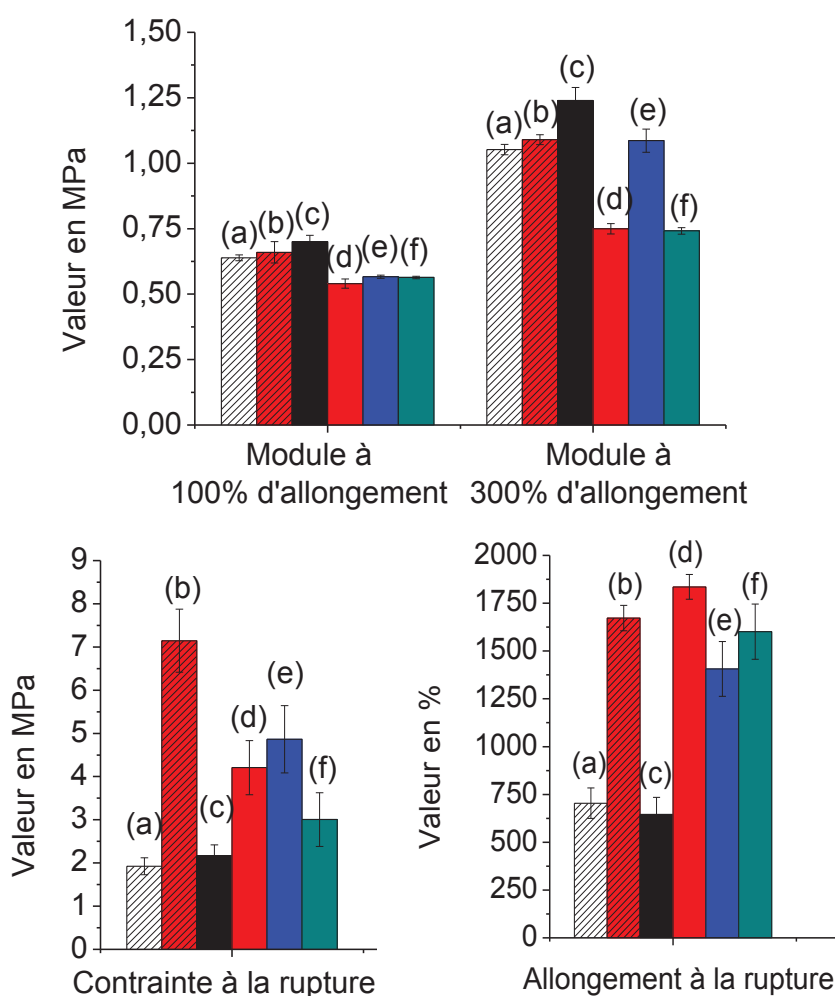 1,50
1,25
1,00
0,75
0,50
0,25
0,00
Valeur en MPa
(a)
(b)
(c)
(d)
(e)
(f)
(a)
(b)
(c)
(d)
(e)
(f)
Module à
100% d'allongement
Module à
300% d'allongement
9
8
7
6
5
4
3
2
1
0
Valeur en MPa
(a)
(b)
(c)
(d)
(e)
(f)
Contrainte à la rupture
2000
1750
1500
1250
1000
750
500
250
0
Valeur en %
(a)
(b)
(c)
(d)
(e)
(f)
Allongement à la rupture